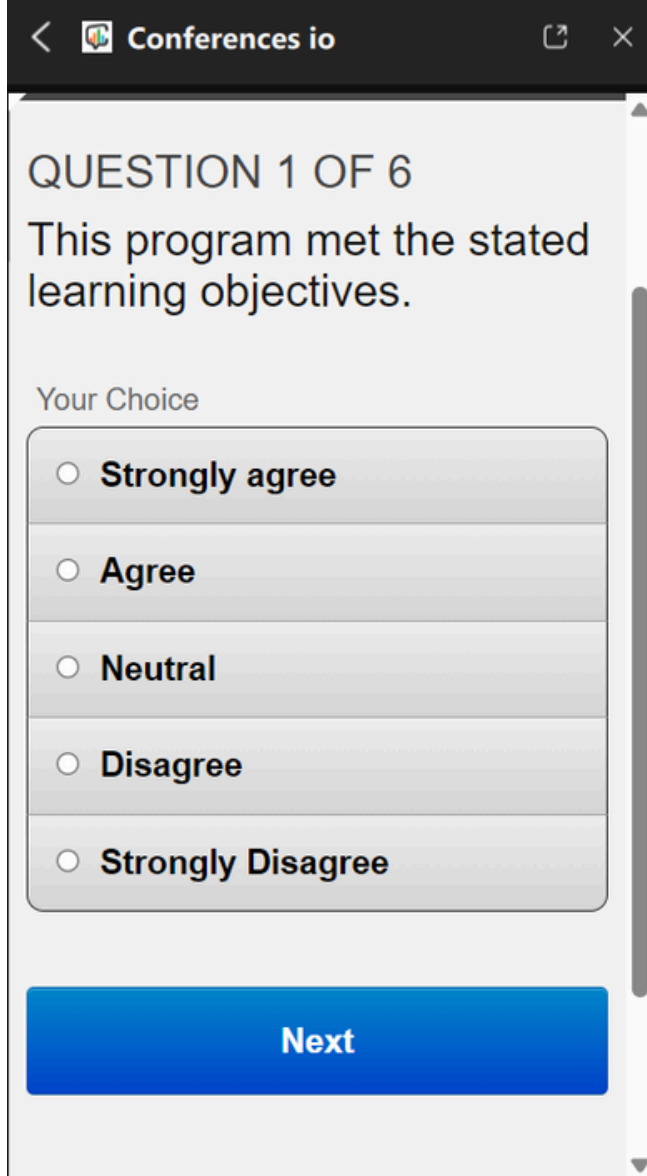 Conferences io
QUESTION 1 OF 6
This program met the stated
learning objectives.
Your Choice
Strongly agree
Agree
Neutral
Disagree
Strongly Disagree
Next